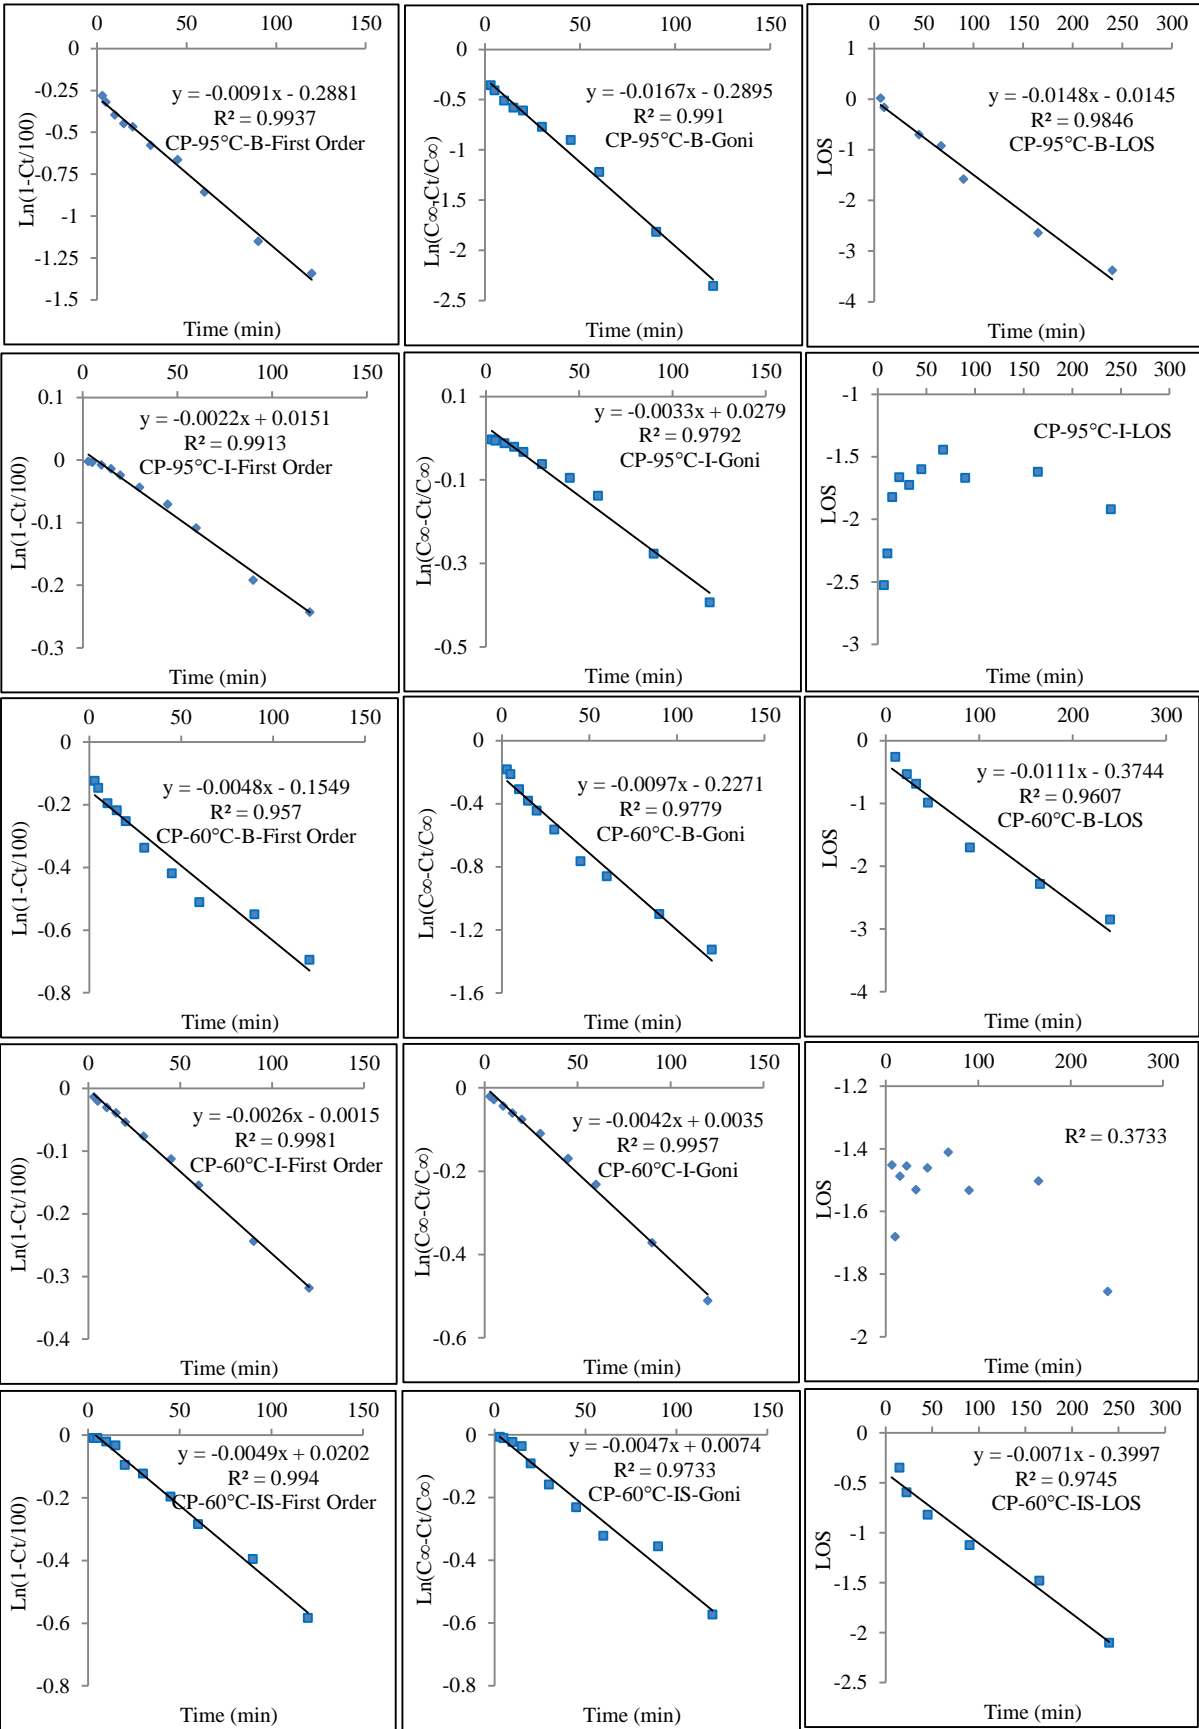 0 50 100 150
0
-0.25
-0.5
-0.75
-1
-1.25
-1.5
Ln(1-Ct/100)
y = -0.0091x - 0.2881
R² = 0.9937
CP-95°C-B-First Order
Time (min)
0 50 100 150
0
-0.5
-1
-1.5
-2
-2.5
Ln(C∞-Ct/C∞)
y = -0.0167x - 0.2895
R² = 0.991
CP-95°C-B-Goni
Time (min)
0 50 100 150 200 250 300
1
0
-1
-2
-3
-4
LOS
y = -0.0148x - 0.0145
R² = 0.9846
CP-95°C-B-LOS
Time (min)
0 50 100 150
0.1
0
-0.1
-0.2
-0.3
Ln(1-Ct/100)
y = -0.0022x + 0.0151
R² = 0.9913
CP-95°C-I-First Order
Time (min)
0 50 100 150
0.1
-0.1
-0.3
-0.5
Ln(C∞-Ct/C∞)
y = -0.0033x + 0.0279
R² = 0.9792
CP-95°C-I-Goni
Time (min)
0 50 100 150 200 250 300
-1
-1.5
-2
-2.5
-3
LOS
CP-95°C-I-LOS
Time (min)
0 50 100 150
0
-0.2
-0.4
-0.6
-0.8
Ln(1-Ct/100)
y = -0.0048x - 0.1549
R² = 0.957
CP-60°C-B-First Order
Time (min)
0 50 100 150
0
-0.4
-0.8
-1.2
-1.6
Ln(C∞-Ct/C∞)
y = -0.0097x - 0.2271
R² = 0.9779
CP-60°C-B-Goni
Time (min)
0 100 200 300
0
-1
-2
-3
-4
LOS
y = -0.0111x - 0.3744
R² = 0.9607
CP-60°C-B-LOS
Time (min)
0 50 100 150
0
-0.1
-0.2
-0.3
-0.4
Ln(1-Ct/100)
y = -0.0026x - 0.0015
R² = 0.9981
CP-60°C-I-First Order
Time (min)
0 50 100 150
0
-0.2
-0.4
-0.6
Ln(C∞-Ct/C∞)
y = -0.0042x + 0.0035
R² = 0.9957
CP-60°C-I-Goni
Time (min)
0 100 200 300
-1.2
-1.4
-1.6
-1.8
-2
LOS
R² = 0.3733
Time (min)
0 50 100 150
0
-0.2
-0.4
-0.6
-0.8
Ln(1-Ct/100)
y = -0.0049x + 0.0202
R² = 0.994
CP-60°C-IS-First Order
Time (min)
0 50 100 150
0
-0.2
-0.4
-0.6
-0.8
Ln(C∞-Ct/C∞)
y = -0.0047x + 0.0074
R² = 0.9733
CP-60°C-IS-Goni
Time (min)
0 50 100 150 200 250 300
0
-0.5
-1
-1.5
-2
-2.5
LOS
y = -0.0071x - 0.3997
R² = 0.9745
CP-60°C-IS-LOS
Time (min)